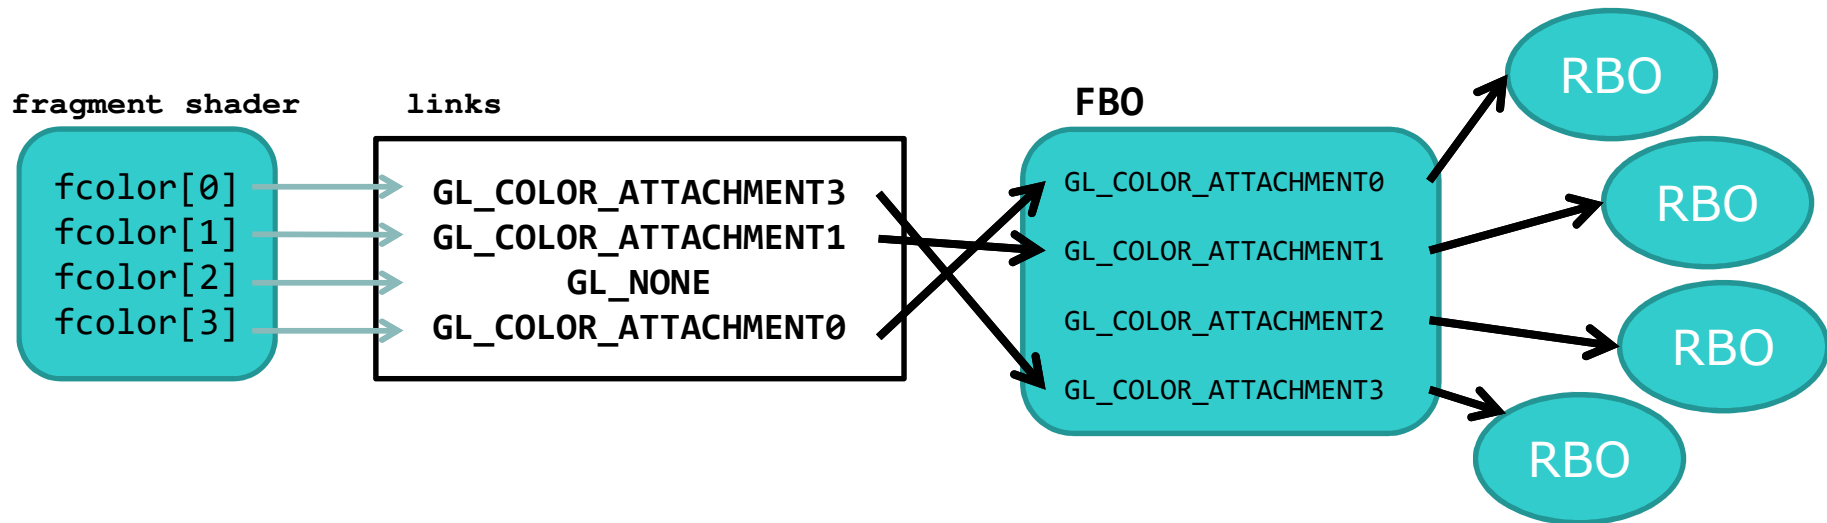 fragment shader
fcolor[0]
fcolor[1]
fcolor[2]
fcolor[3]
links
GL_COLOR_ATTACHMENT3
GL_COLOR_ATTACHMENT1
GL_NONE
GL_COLOR_ATTACHMENT0
FBO
GL_COLOR_ATTACHMENT0
GL_COLOR_ATTACHMENT1
GL_COLOR_ATTACHMENT2
GL_COLOR_ATTACHMENT3
RBO
RBO
RBO
RBO